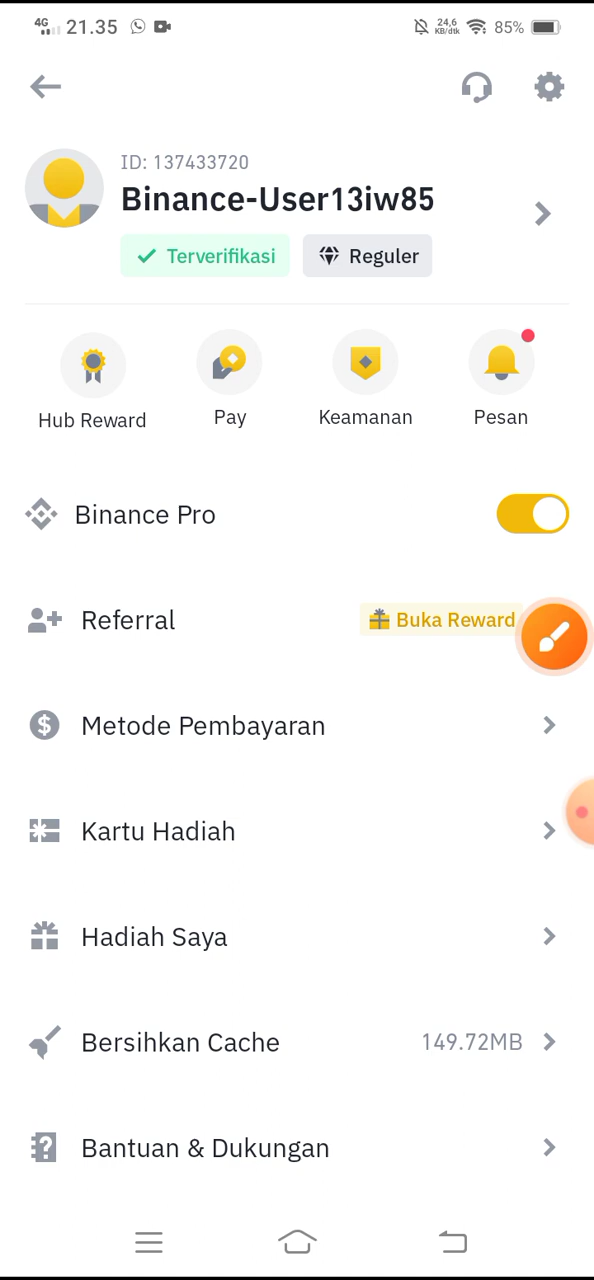 4G 21.35 24,6 KB/dtk 85%
ID: 137433720
Binance-User13iw85
Terverifikasi Reguler
Hub Reward Pay Keamanan Pesan
Binance Pro
Referral Buka Reward
Metode Pembayaran
Kartu Hadiah
Hadiah Saya
Bersihkan Cache 149.72MB
Bantuan & Dukungan